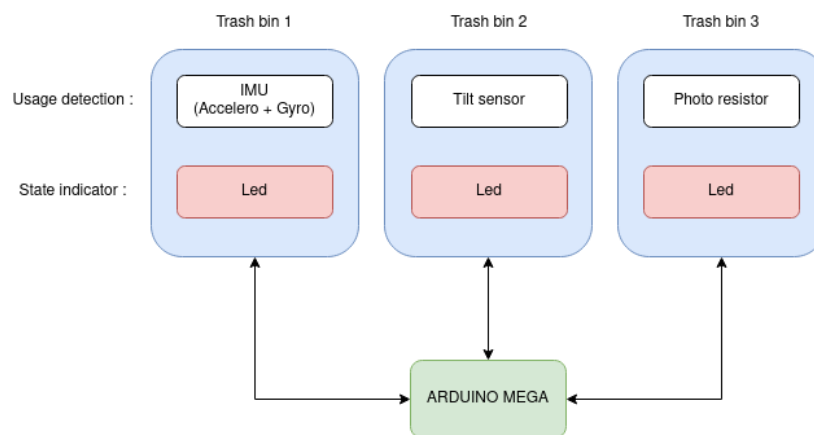 Trash bin 1
Trash bin 2
Trash bin 3
Usage detection :
IMU
(Accelero + Gyro)
Tilt sensor
Photo resistor
State indicator :
Led
Led
Led
ARDUINO MEGA